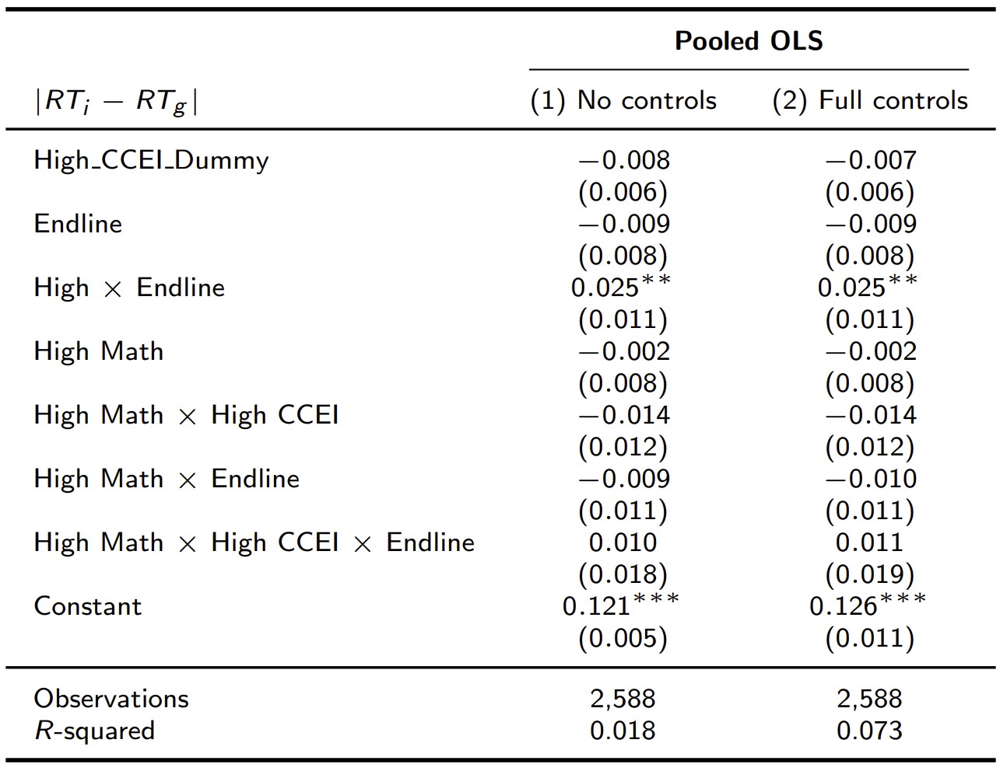 Pooled OLS
|RT_i − RT_g| (1) No controls (2) Full controls
High_CCEI_Dummy −0.008 −0.007
(0.006) (0.006)
Endline −0.009 −0.009
(0.008) (0.008)
High × Endline 0.025** 0.025**
(0.011) (0.011)
High Math −0.002 −0.002
(0.008) (0.008)
High Math × High CCEI −0.014 −0.014
(0.012) (0.012)
High Math × Endline −0.009 −0.010
(0.011) (0.011)
High Math × High CCEI × Endline 0.010 0.011
(0.018) (0.019)
Constant 0.121*** 0.126***
(0.005) (0.011)
Observations 2,588 2,588
R-squared 0.018 0.073